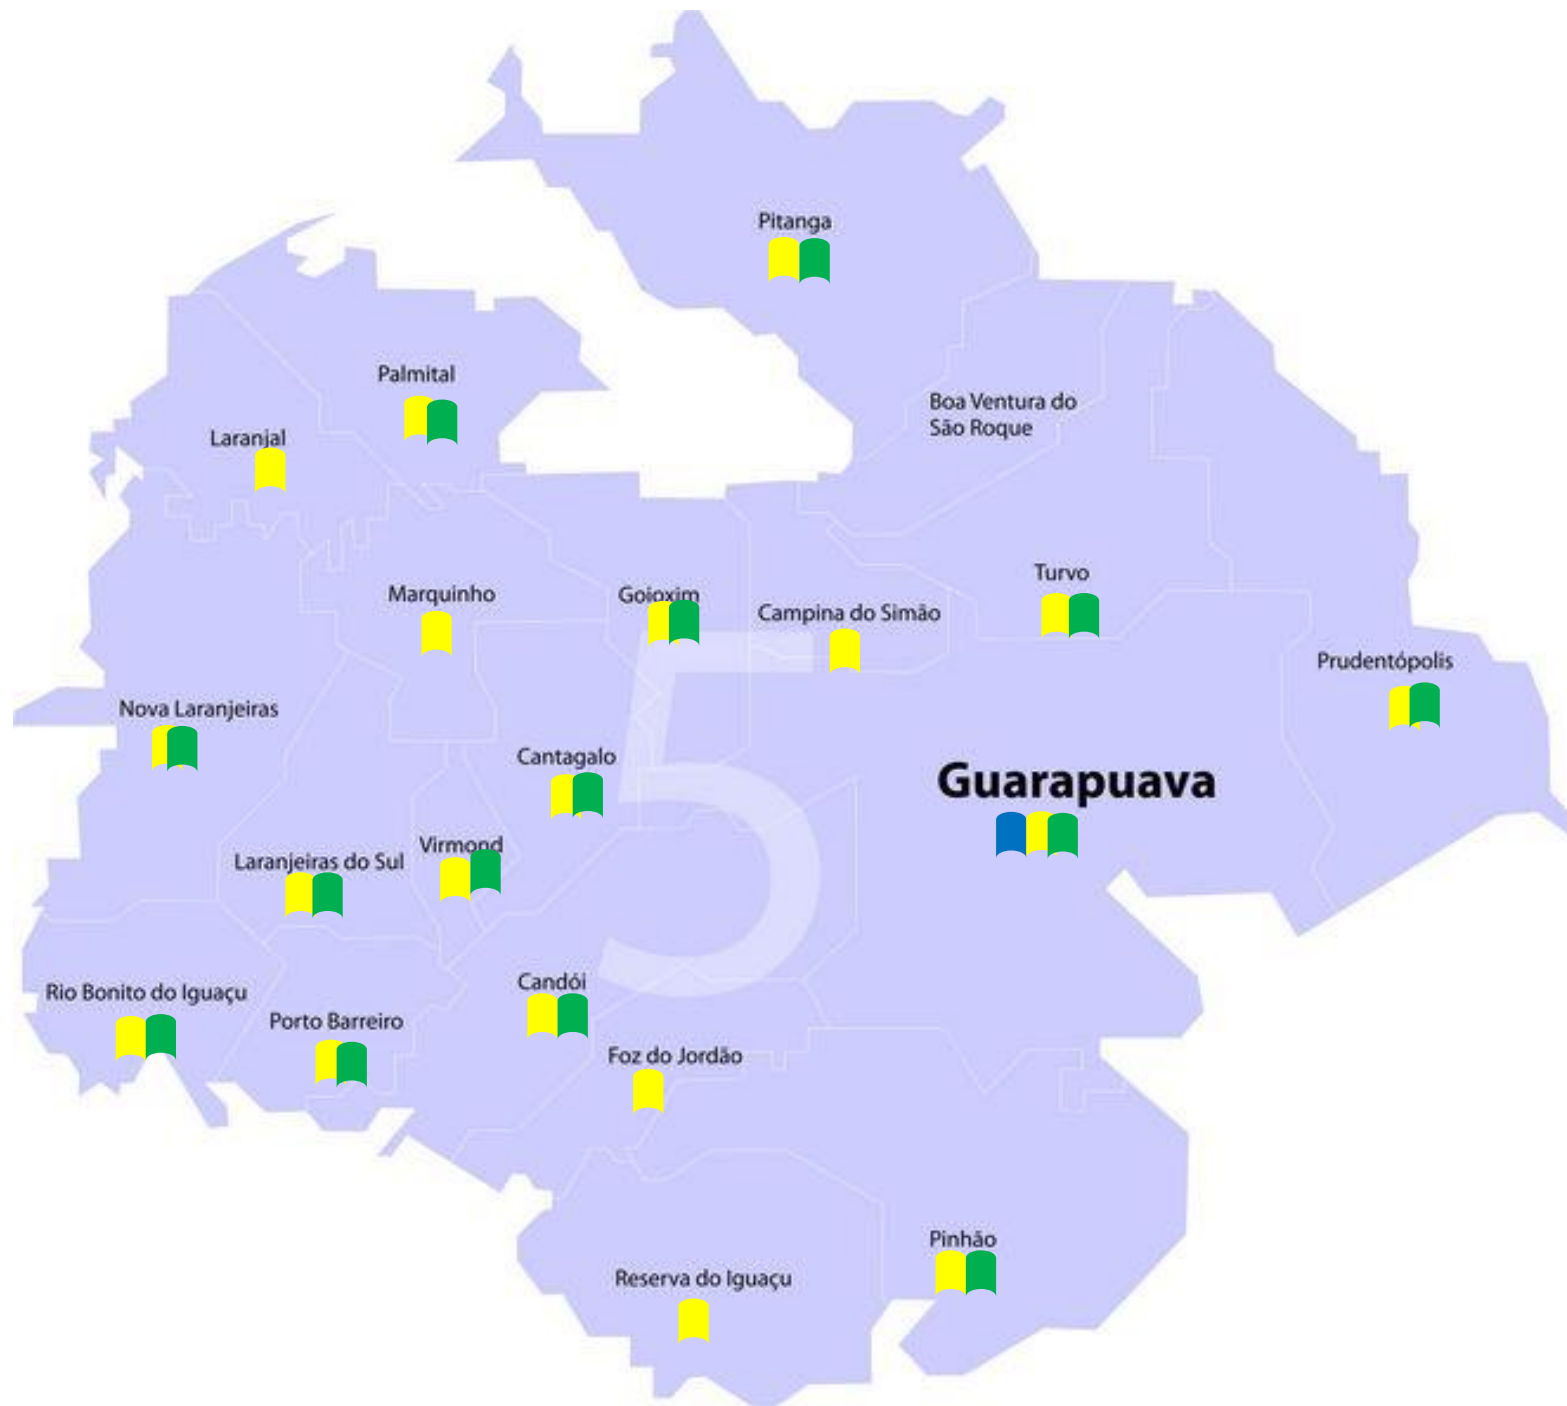 Pitanga
Palmital
Boa Ventura do
São Roque
Laranjal
Turvo
Marquinho
Goioxim
Campina do Simão
Prudentópolis
Nova Laranjeiras
Cantagalo
Guarapuava
5
Virmond
Laranjeiras do Sul
Candói
Rio Bonito do Iguaçu
Porto Barreiro
Foz do Jordão
Pinhão
Reserva do Iguaçu